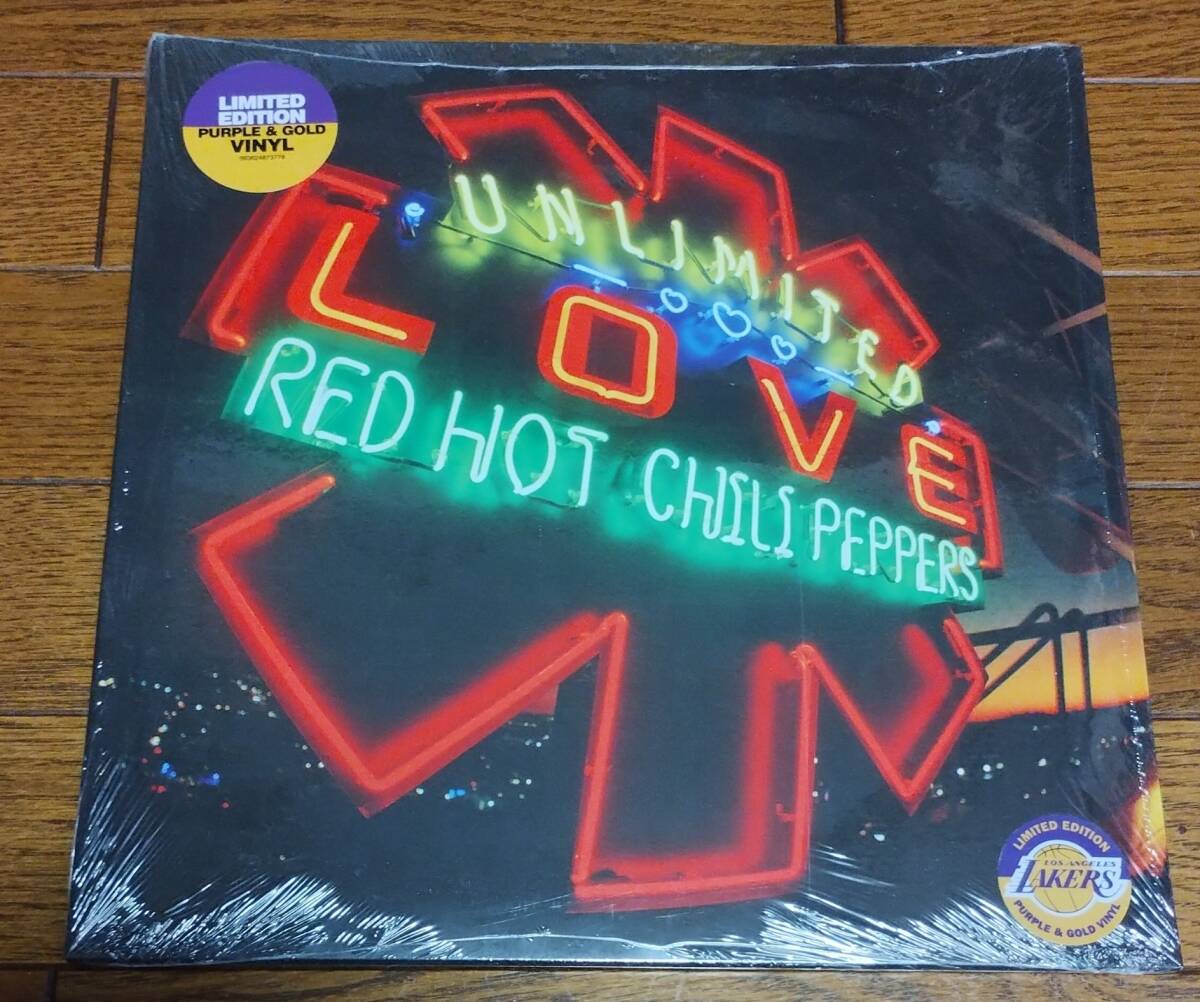 LIMITED
EDITION
PURPLE & GOLD
VINYL
UNLIMITED
LOVE
RED HOT CHILI PEPPERS
LIMITED EDITION
LOS ANGELES
LAKERS
PURPLE & GOLD VINYL